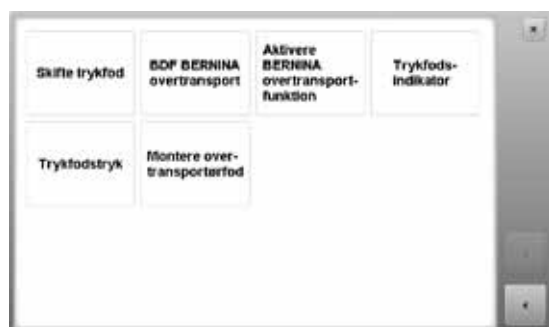 Skifte trykfod
BDF BERNINA
overtransport
Aktivere
BERNINA
overtransport-
funktion
Trykfods-
indikator
Trykfodstryk
Montere over-
transportørfod